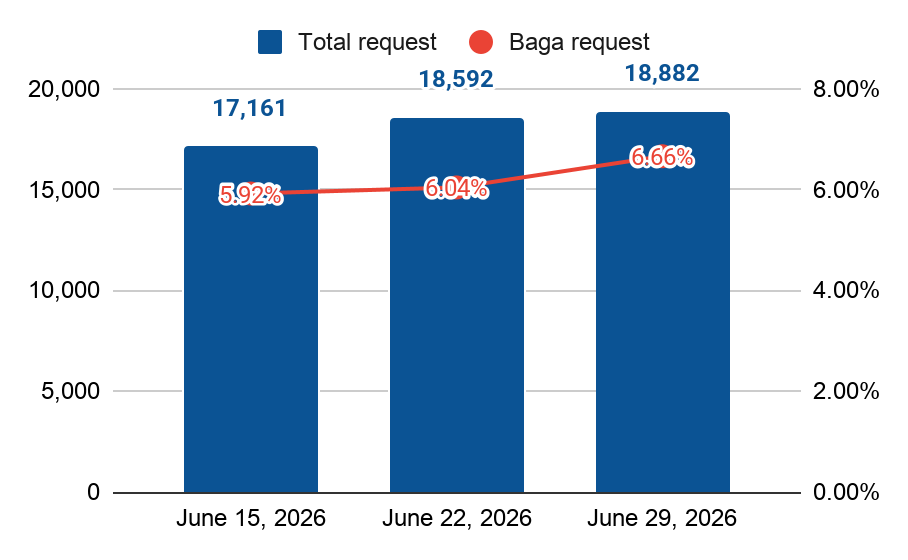 Total request Baga request
17,161 18,592 18,882
5.92% 6.04% 6.66%
20,000 8.00%
15,000 6.00%
10,000 4.00%
5,000 2.00%
0 0.00%
June 15, 2026 June 22, 2026 June 29, 2026